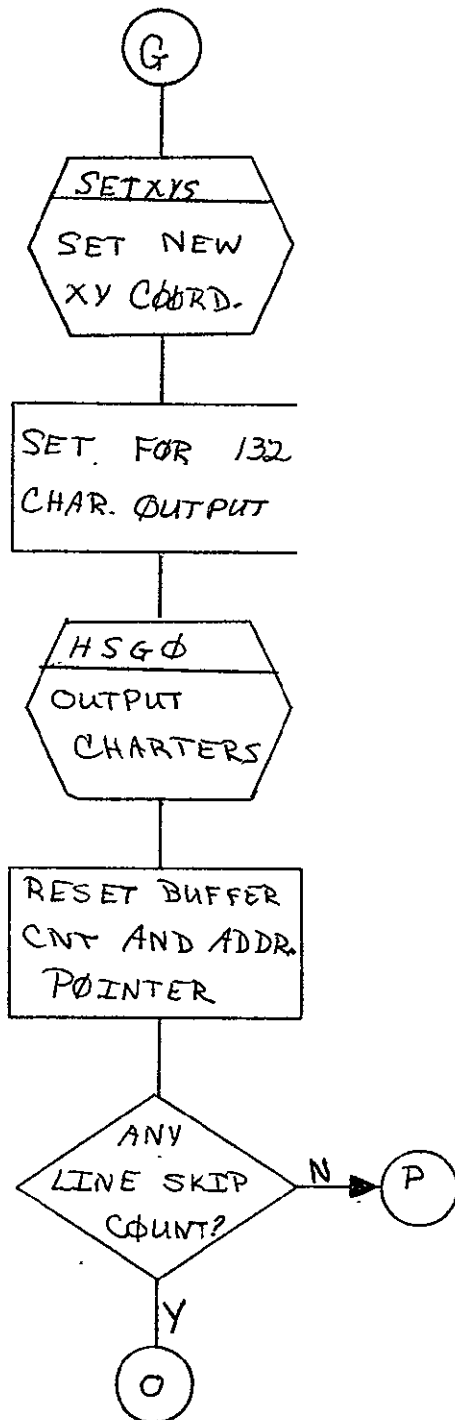 G
SETXYS
SET NEW
XY CØØRD.
SET. FOR 132
CHAR. ØUTPUT
HSGØ
OUTPUT
CHARTERS
RESET BUFFER
CNT AND ADDR.
PØINTER
ANY
LINE SKIP
CØUNT?
N
P
Y
O